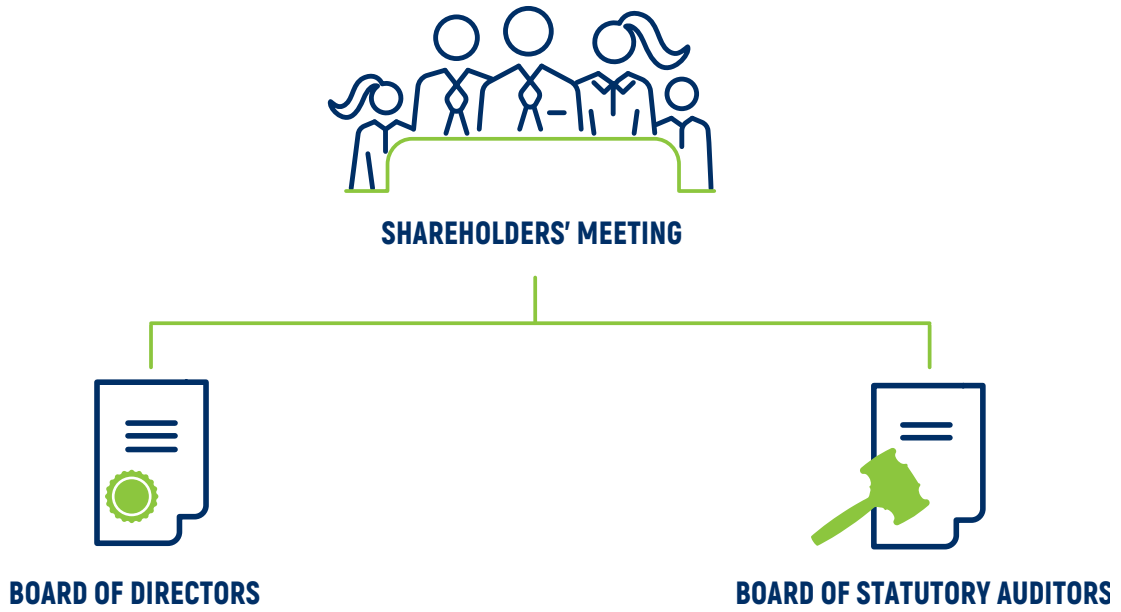 SHAREHOLDERS' MEETING
BOARD OF DIRECTORS
BOARD OF STATUTORY AUDITORS